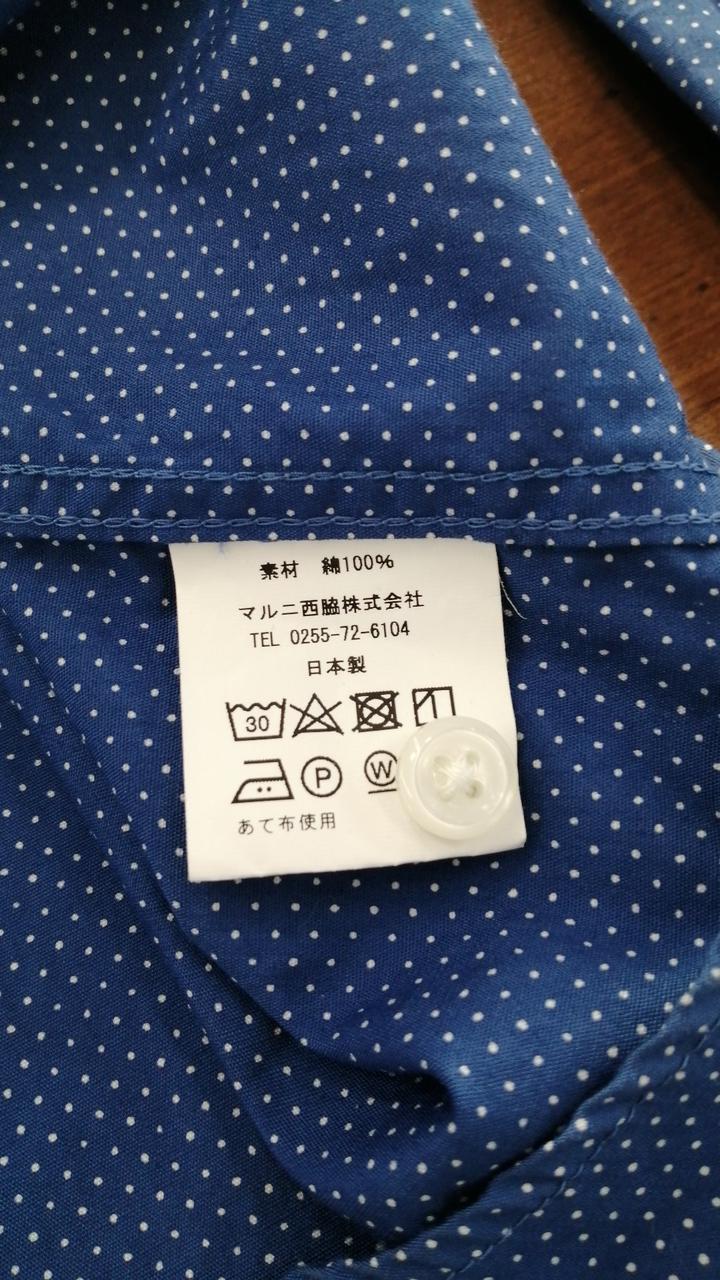 素材 綿100%
マルニ西脇株式会社
TEL 0255-72-6104
日本製
30
P W
あて布使用